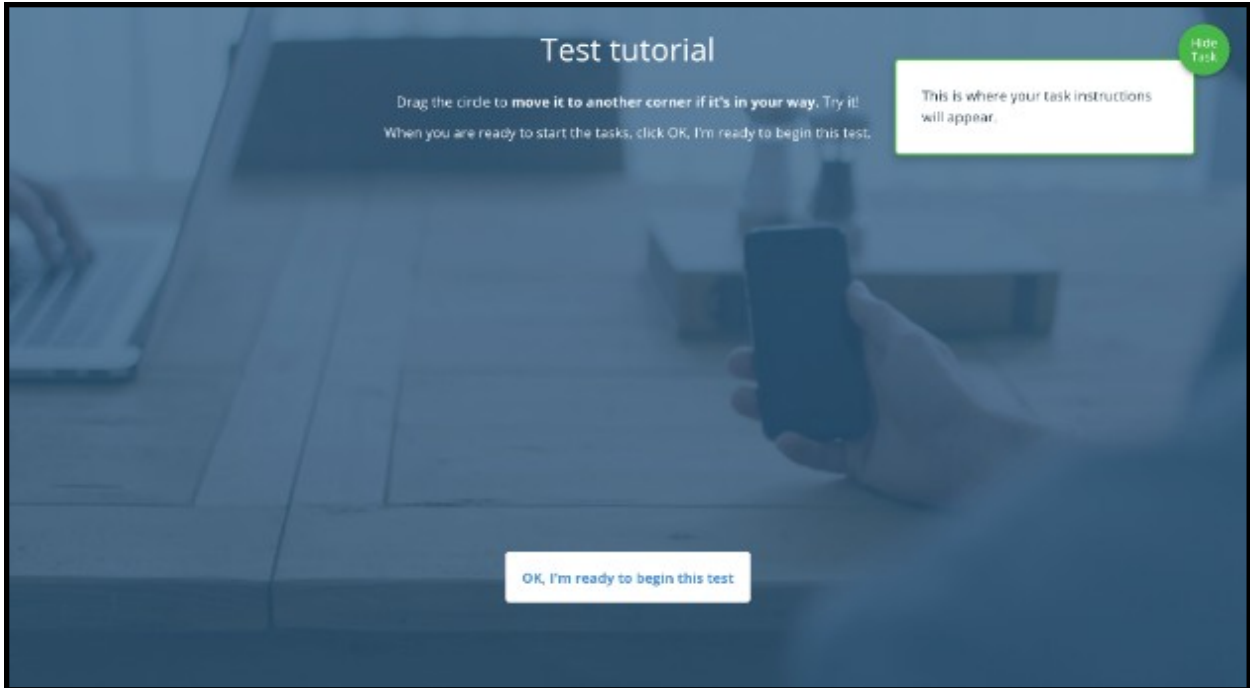 Test tutorial
Hide
Task
This is where your task instructions
will appear.
Drag the circle to move it to another corner if it's in your way. Try it!
When you are ready to start the tasks, click OK, I'm ready to begin this test.
OK, I'm ready to begin this test